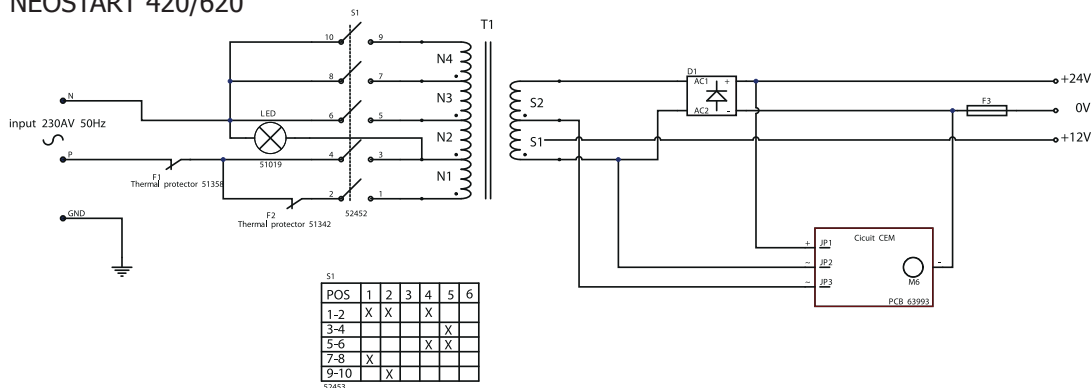 NEOSTART 420/620
S1
T1
10
9
N4
8
7
N3
6
5
N2
4
3
N1
2
1
52452
N
input 230AV 50Hz
P
LED
51019
F1
Thermal protector 51358
F2
Thermal protector 51342
GND
S2
S1
D1
AC1 +
AC2 -
F3
+24V
0V
+12V
Cicuit CEM
+ JP1
~ JP2
~ JP3
-
M6
PCB 63993
S1
POS 1 2 3 4 5 6
1-2 X X X
3-4 X
5-6 X X
7-8 X
9-10 X
52453